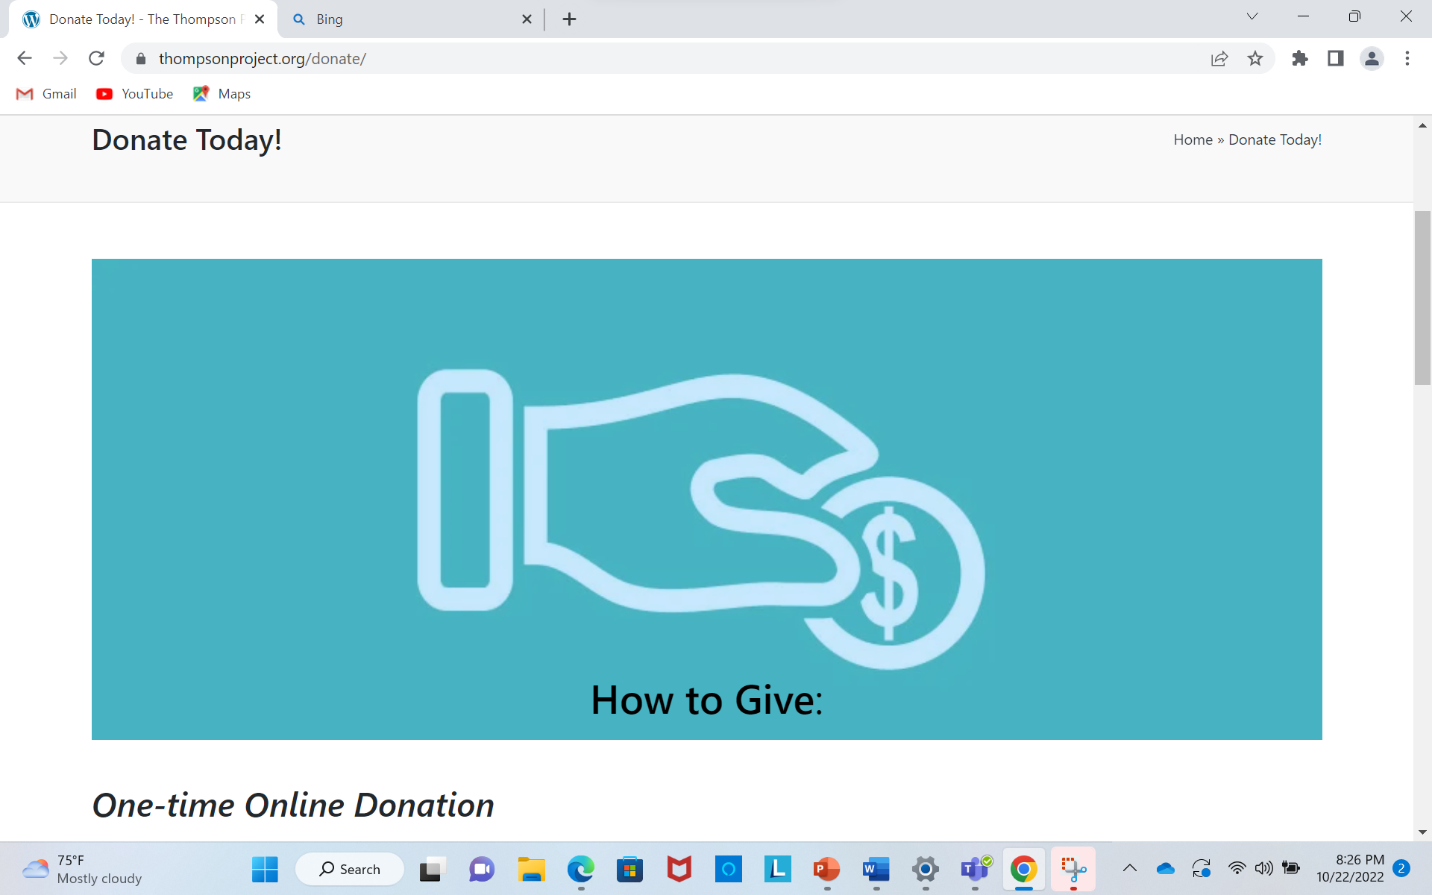 Donate Today! - The Thompson
Bing
thompsonproject.org/donate/
Gmail
YouTube
Maps
Donate Today!
Home » Donate Today!
$
How to Give:
One-time Online Donation
75°F
Mostly cloudy
Search
8:26 PM
10/22/2022
2